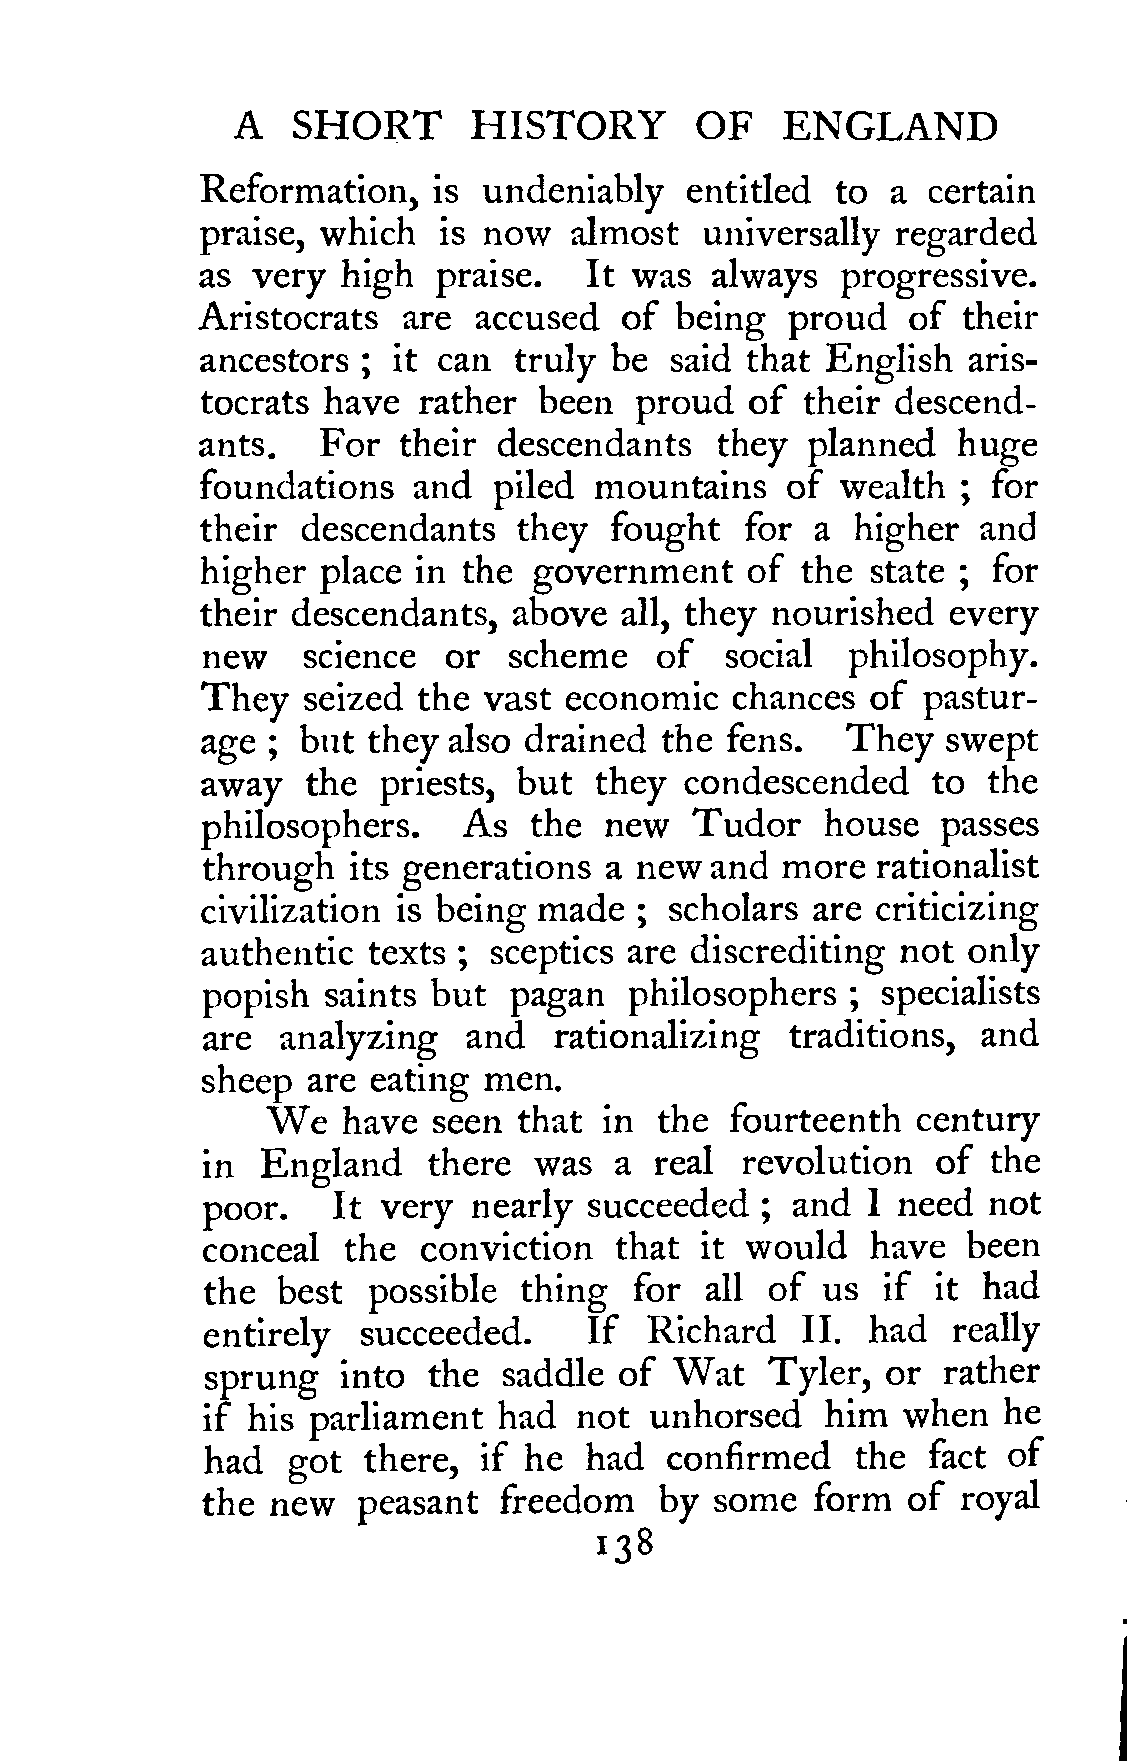 A SHORT HISTORY OF ENGLAND
Reformation, is undeniably entitled to a certain
praise, which is now almost universally regarded
as very high praise. It was always progressive.
Aristocrats are accused of being proud of their
ancestors ; it can truly be said that English aris-
tocrats have rather been proud of their descend-
ants. For their descendants they planned huge
foundations and piled mountains of wealth ; for
their descendants they fought for a higher and
higher place in the government of the state ; for
their descendants, above all, they nourished every
new science or scheme of social philosophy.
They seized the vast economic chances of pastur-
age ; but they also drained the fens. They swept
away the priests, but they condescended to the
philosophers. As the new Tudor house passes
through its generations a new and more rationalist
civilization is being made ; scholars are criticizing
authentic texts ; sceptics are discrediting not only
popish saints but pagan philosophers ; specialists
are analyzing and rationalizing traditions, and
sheep are eating men.
We have seen that in the fourteenth century
in England there was a real revolution of the
poor. It very nearly succeeded ; and I need not
conceal the conviction that it would have been
the best possible thing for all of us if it had
entirely succeeded. If Richard II. had really
sprung into the saddle of Wat Tyler, or rather
if his parliament had not unhorsed him when he
had got there, if he had confirmed the fact of
the new peasant freedom by some form of royal
138